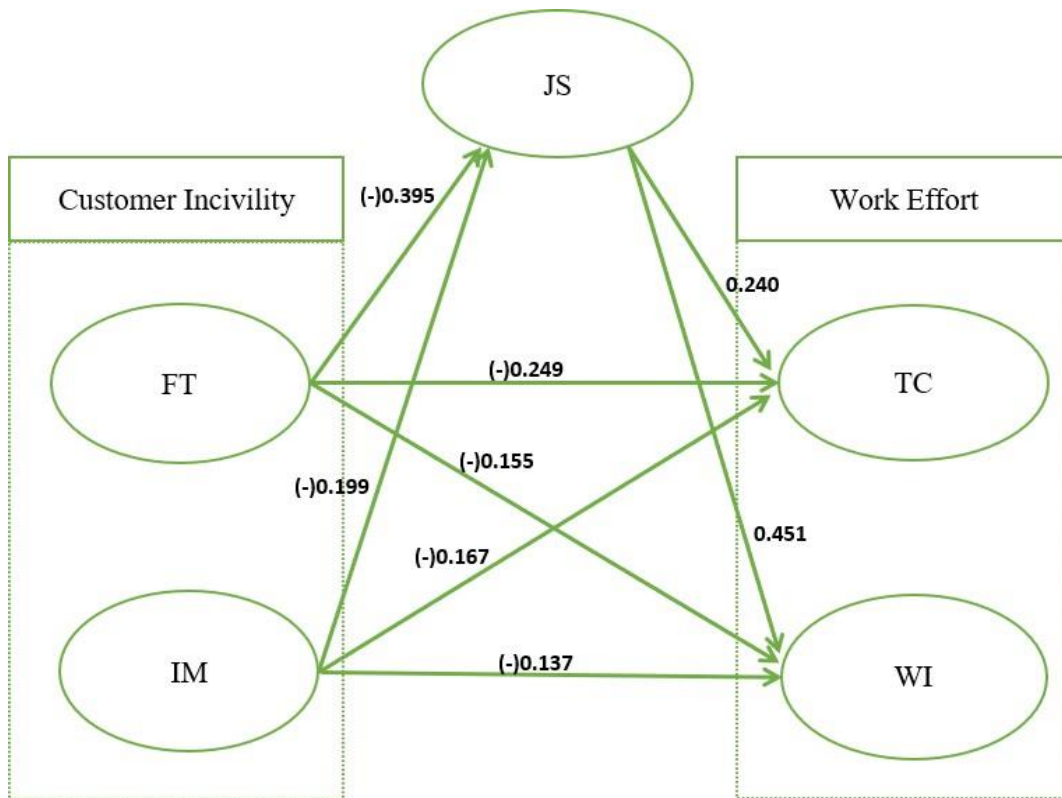 JS
Customer Incivility
(-)0.395
Work Effort
0.240
FT
(-)0.249
TC
(-)0.155
(-)0.199
0.451
(-)0.167
IM
(-)0.137
WI